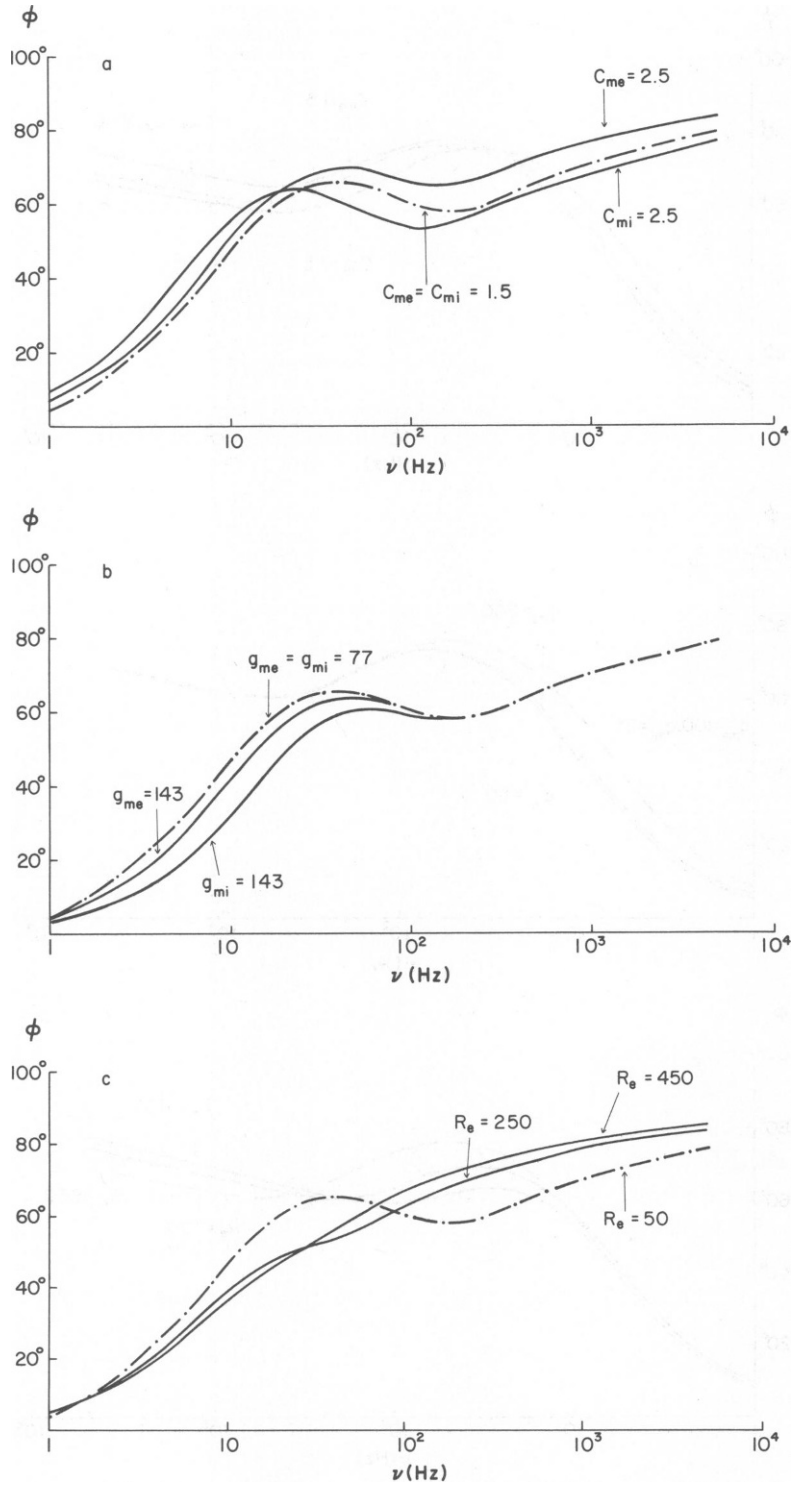 ϕ
100°
a
C_me = 2.5
80°
60°
C_mi = 2.5
40°
C_me = C_mi = 1.5
20°
1
10
10²
10³
10⁴
ν (Hz)
ϕ
100°
b
80°
g_me = g_mi = 77
60°
40°
g_me = 143
20°
g_mi = 143
1
10
10²
10³
10⁴
ν (Hz)
ϕ
100°
c
R_e = 450
R_e = 250
80°
60°
R_e = 50
40°
20°
1
10
10²
10³
10⁴
ν (Hz)